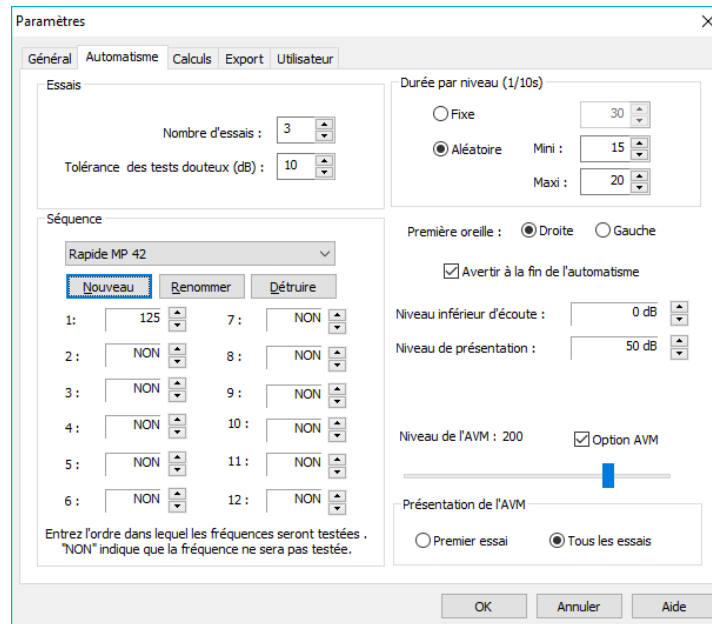 Paramètres
Général Automatisme Calculs Export Utilisateur
Essais
Nombre d'essais : 3
Tolérance des tests douteux (dB) : 10
Séquence
Rapide MP 42
Nouveau Renommer Détruire
1: 125 7 : NON
2 : NON 8 : NON
3 : NON 9 : NON
4 : NON 10 : NON
5 : NON 11 : NON
6 : NON 12 : NON
Entrez l'ordre dans lequel les fréquences seront testées .
"NON" indique que la fréquence ne sera pas testée.
Durée par niveau (1/10s)
Fixe 30
Aléatoire Mini : 15
Maxi : 20
Première oreille : Droite Gauche
Avertir à la fin de l'automatisme
Niveau inférieur d'écoute : 0 dB
Niveau de présentation : 50 dB
Niveau de l'AVM : 200 Option AVM
Présentation de l'AVM
Premier essai Tous les essais
OK Annuler Aide